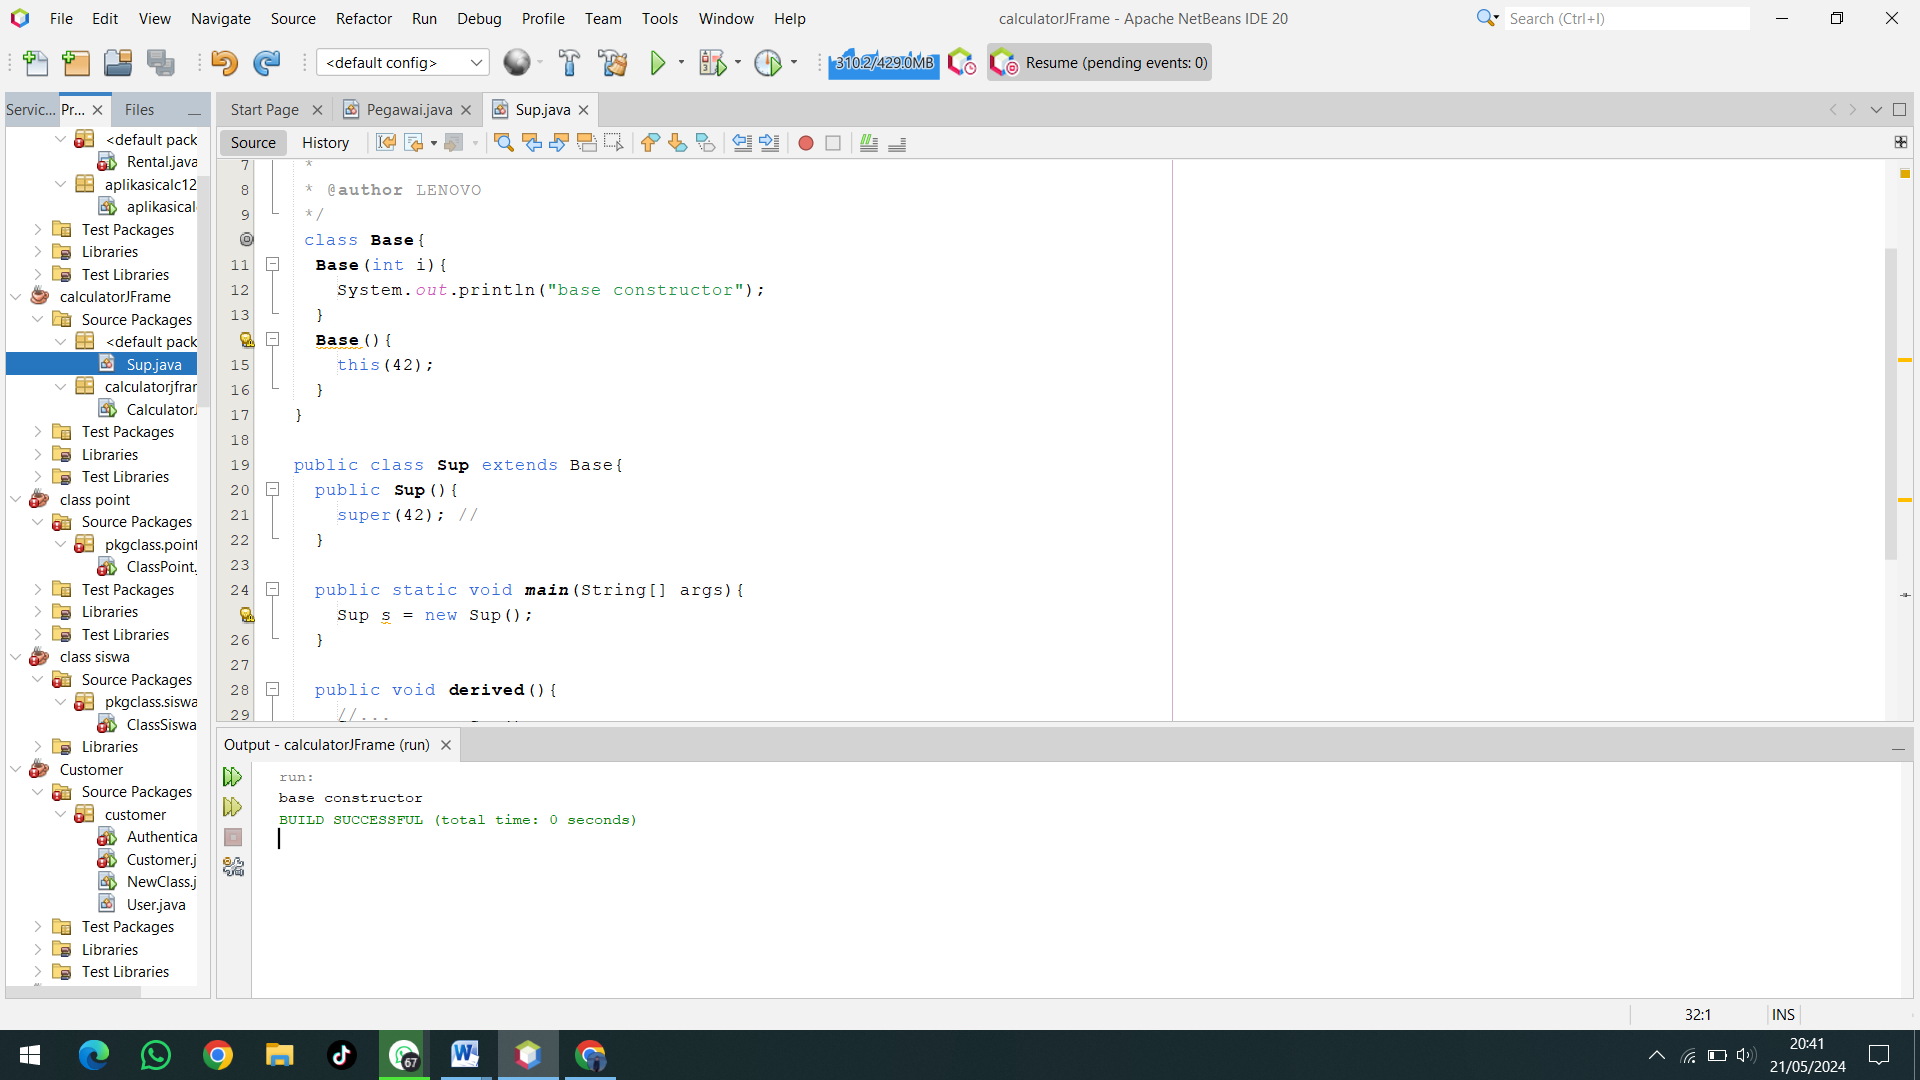 File Edit View Navigate Source Refactor Run Debug Profile Team Tools Window Help
calculatorJFrame - Apache NetBeans IDE 20
Search (Ctrl+I)
<default config>
310.2/429.0MB
Resume (pending events: 0)
Servic... Pr... Files
Start Page Pegawai.java Sup.java
Source History
<default pack
Rental.java
aplikasicalc12
aplikasical
Test Packages
Libraries
Test Libraries
calculatorJFrame
Source Packages
<default pack
Sup.java
calculatorjfrar
CalculatorJ
Test Packages
Libraries
Test Libraries
class point
Source Packages
pkgclass.point
ClassPoint.
Test Packages
Libraries
Test Libraries
class siswa
Source Packages
pkgclass.siswa
ClassSiswa
Libraries
Customer
Source Packages
customer
Authentica
Customer.j
NewClass.j
User.java
Test Packages
Libraries
Test Libraries
7 *
8 * @author LENOVO
9 */
class Base{
11 Base(int i){
12 System.out.println("base constructor");
13 }
Base(){
15 this(42);
16 }
17 }
18
19 public class Sup extends Base{
20 public Sup(){
21 super(42); //
22 }
23
24 public static void main(String[] args){
Sup s = new Sup();
26 }
27
28 public void derived(){
29 //...
Output - calculatorJFrame (run)
run:
base constructor
BUILD SUCCESSFUL (total time: 0 seconds)
32:1 INS
67
20:41
21/05/2024